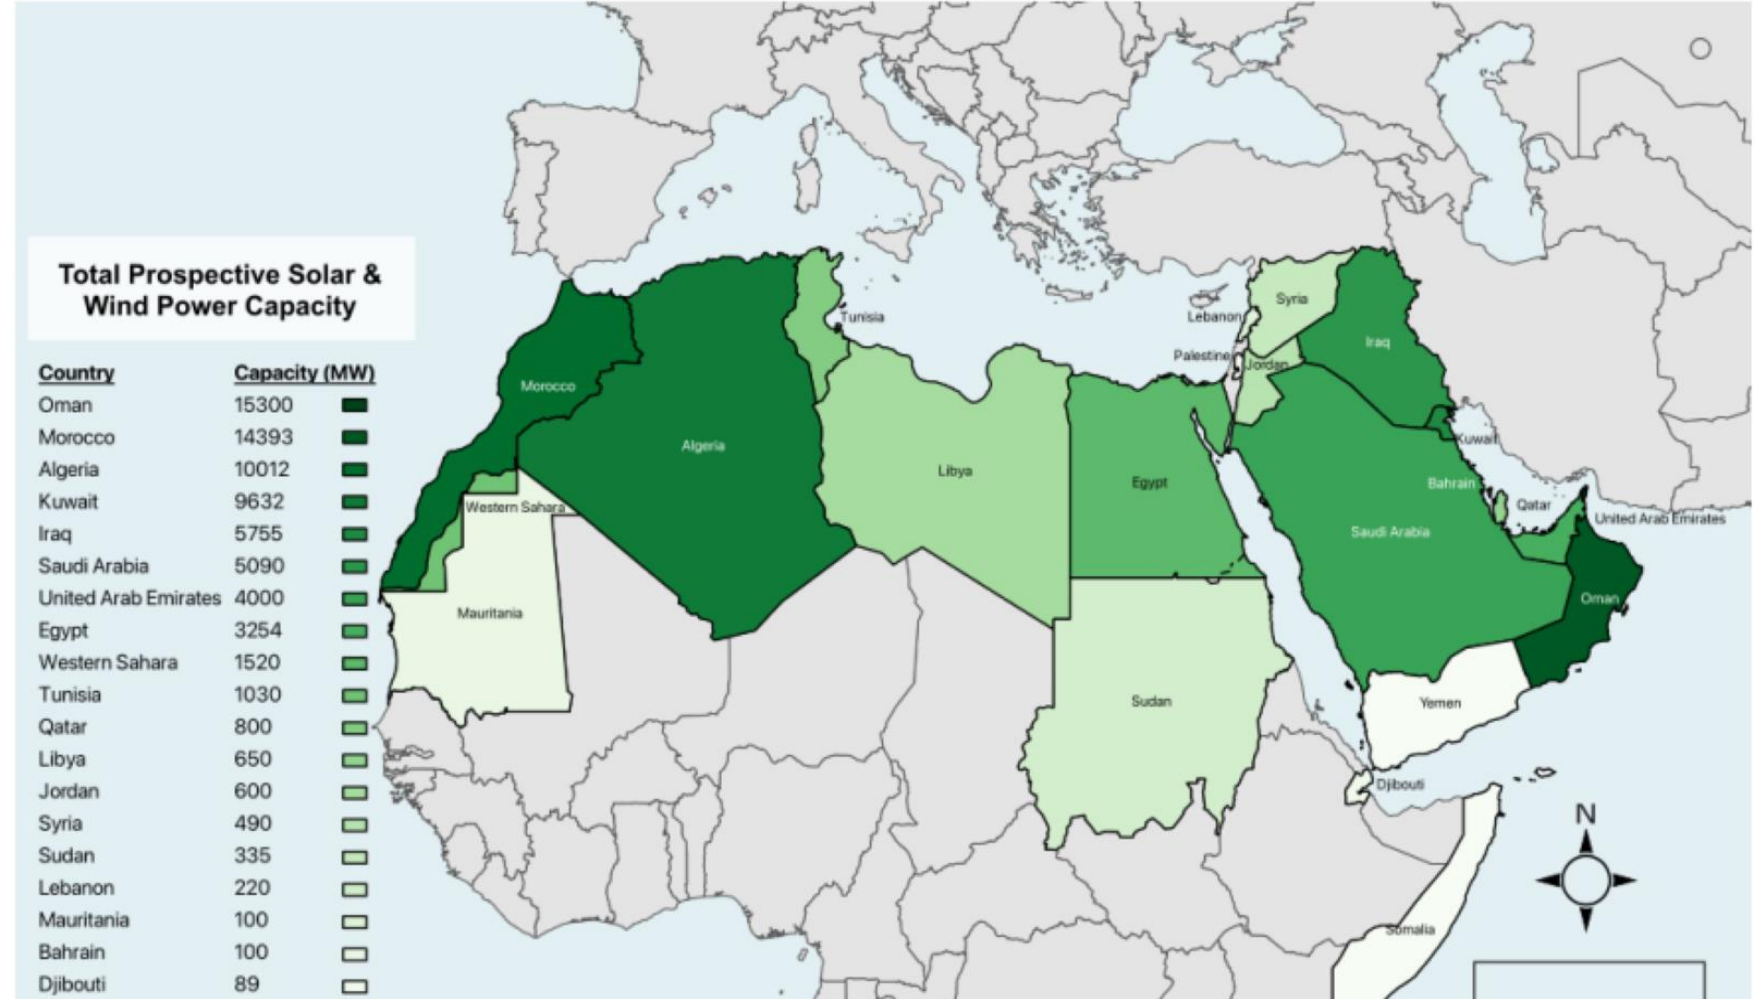 Total Prospective Solar &
Wind Power Capacity
Country Capacity (MW)
Oman 15300
Morocco 14393
Algeria 10012
Kuwait 9632
Iraq 5755
Saudi Arabia 5090
United Arab Emirates 4000
Egypt 3254
Western Sahara 1520
Tunisia 1030
Qatar 800
Libya 650
Jordan 600
Syria 490
Sudan 335
Lebanon 220
Mauritania 100
Bahrain 100
Djibouti 89
Syria
Lebanon
Tunisia
Iraq
Palestine
Jordan
Morocco
Kuwait
Algeria
Libya
Egypt
Bahrain
Western Sahara
Qatar
United Arab Emirates
Saudi Arabia
Oman
Mauritania
Sudan
Yemen
Djibouti
N
Somalia